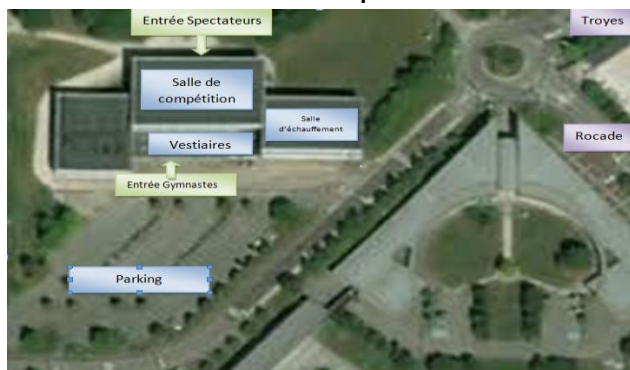 Entrée Spectateurs
Troyes
Salle de
compétition
Salle
d'échauffement
Vestiaires
Rocade
Entrée Gymnastes
Parking